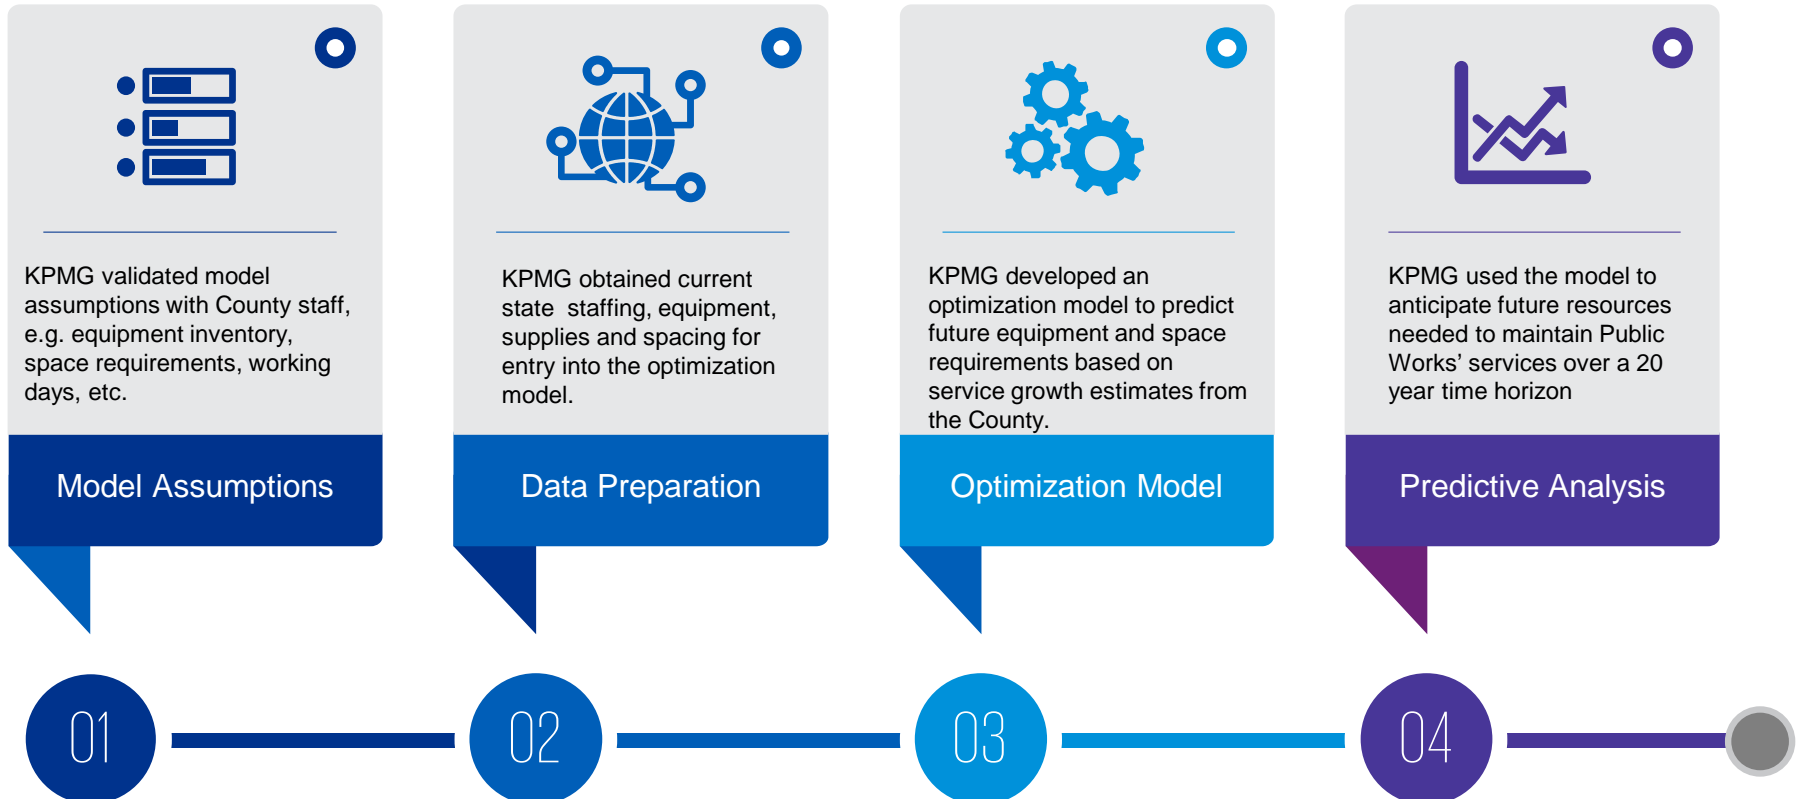 KPMG validated model
assumptions with County staff,
e.g. equipment inventory,
space requirements, working
days, etc.
Model Assumptions
KPMG obtained current
state  staffing, equipment,
supplies and spacing for
entry into the optimization
model.
Data Preparation
KPMG developed an
optimization model to predict
future equipment and space
requirements based on
service growth estimates from
the County.
Optimization Model
KPMG used the model to
anticipate future resources
needed to maintain Public
Works’ services over a 20
year time horizon
Predictive Analysis
01
02
03
04